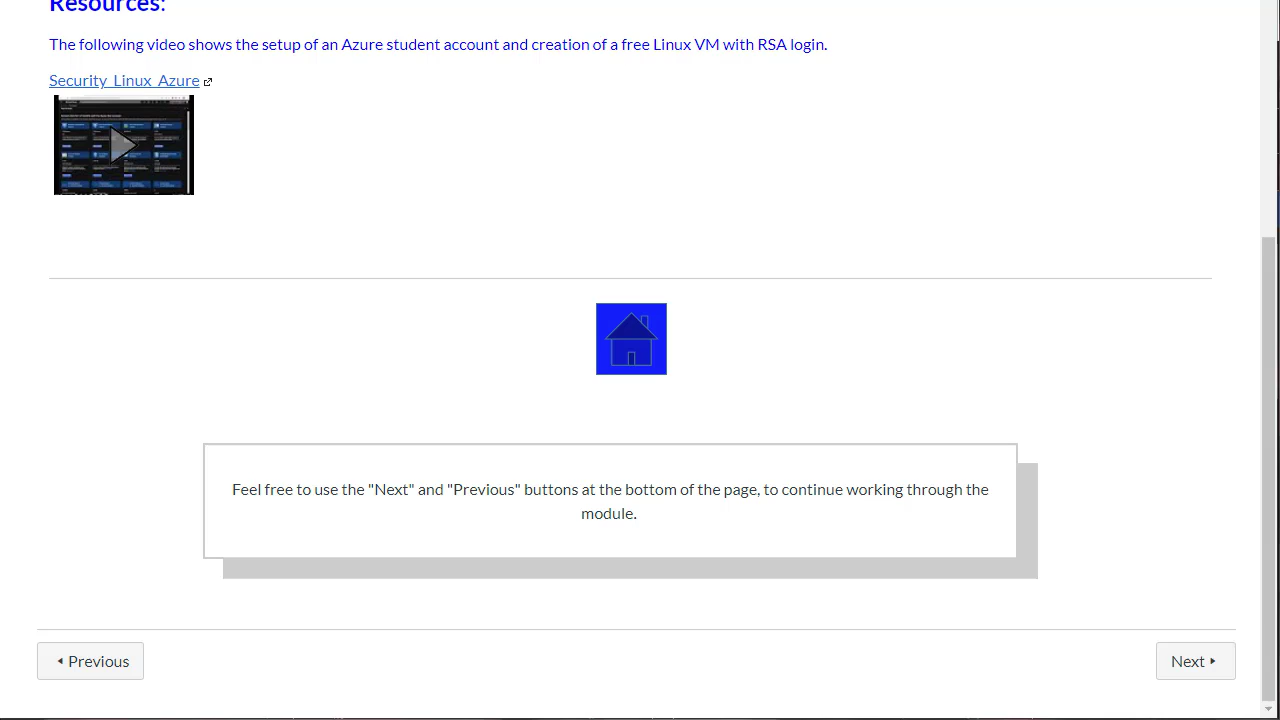 Resources:
The following video shows the setup of an Azure student account and creation of a free Linux VM with RSA login.
Security_Linux_Azure
Feel free to use the "Next" and "Previous" buttons at the bottom of the page, to continue working through the
module.
Previous
Next